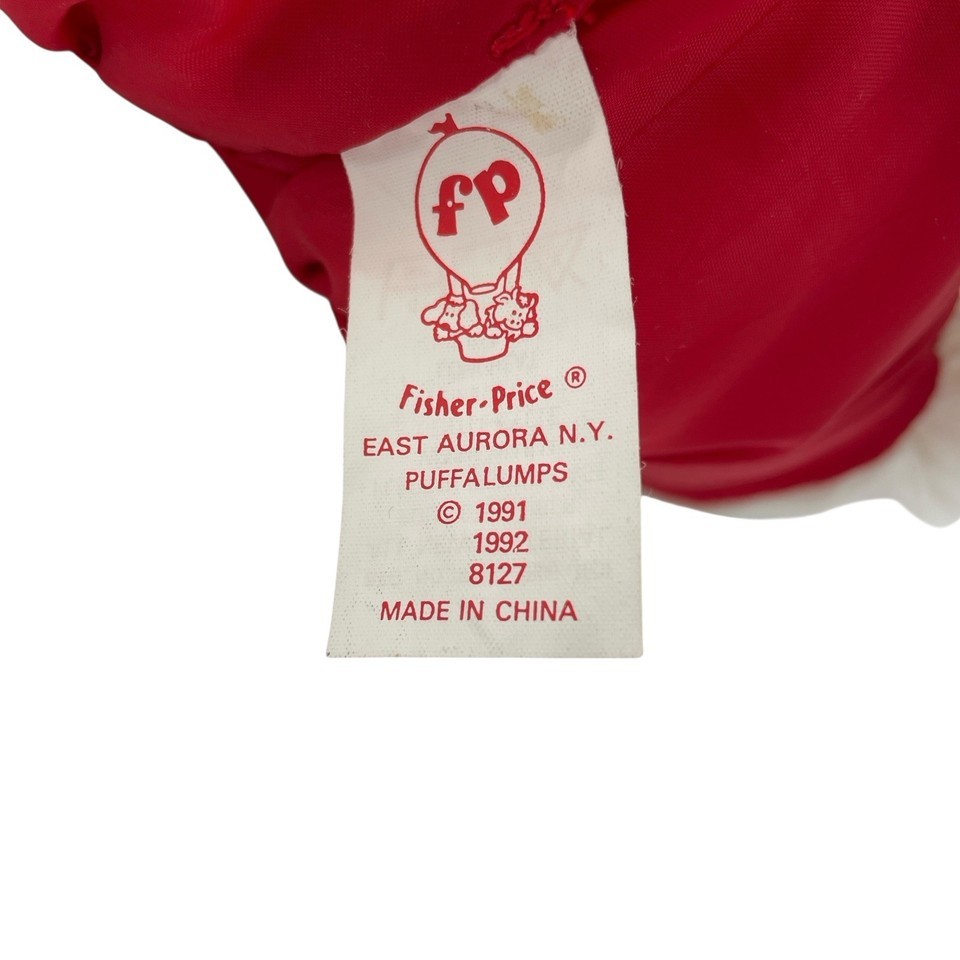 fp
Fisher-Price ®
EAST AURORA N.Y.
PUFFALUMPS
© 1991
1992
8127
MADE IN CHINA